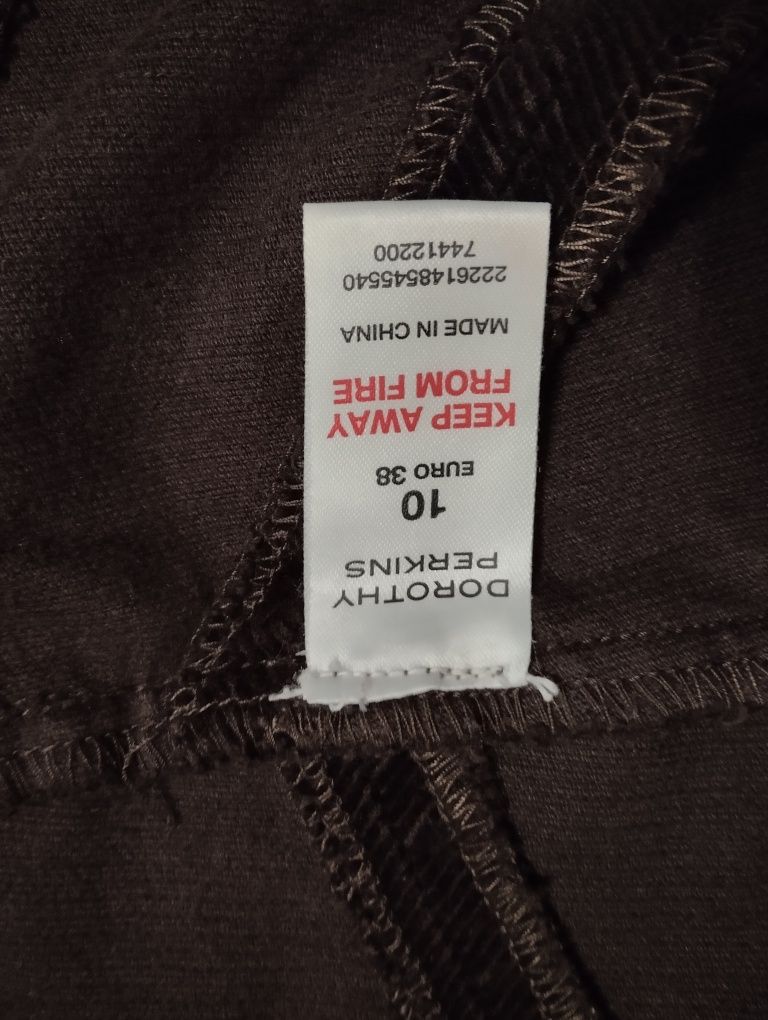 DOROTHY
PERKINS
10
EURO 38
KEEP AWAY
FROM FIRE
MADE IN CHINA
2226148545540
74412200